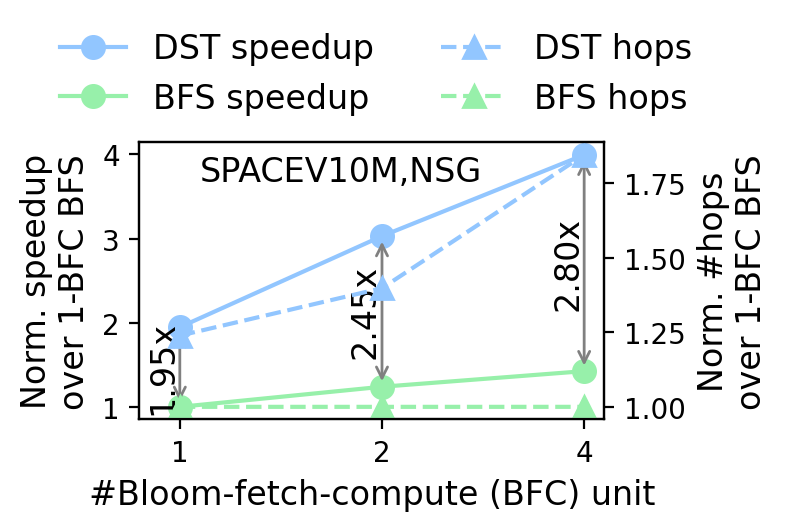 DST speedup
DST hops
BFS speedup
BFS hops
SPACEV10M,NSG
Norm. speedup
over 1-BFC BFS
4
3
2
1
1.95x
2.45x
2.80x
1.75
1.50
1.25
1.00
Norm. #hops
over 1-BFC BFS
1
2
4
#Bloom-fetch-compute (BFC) unit